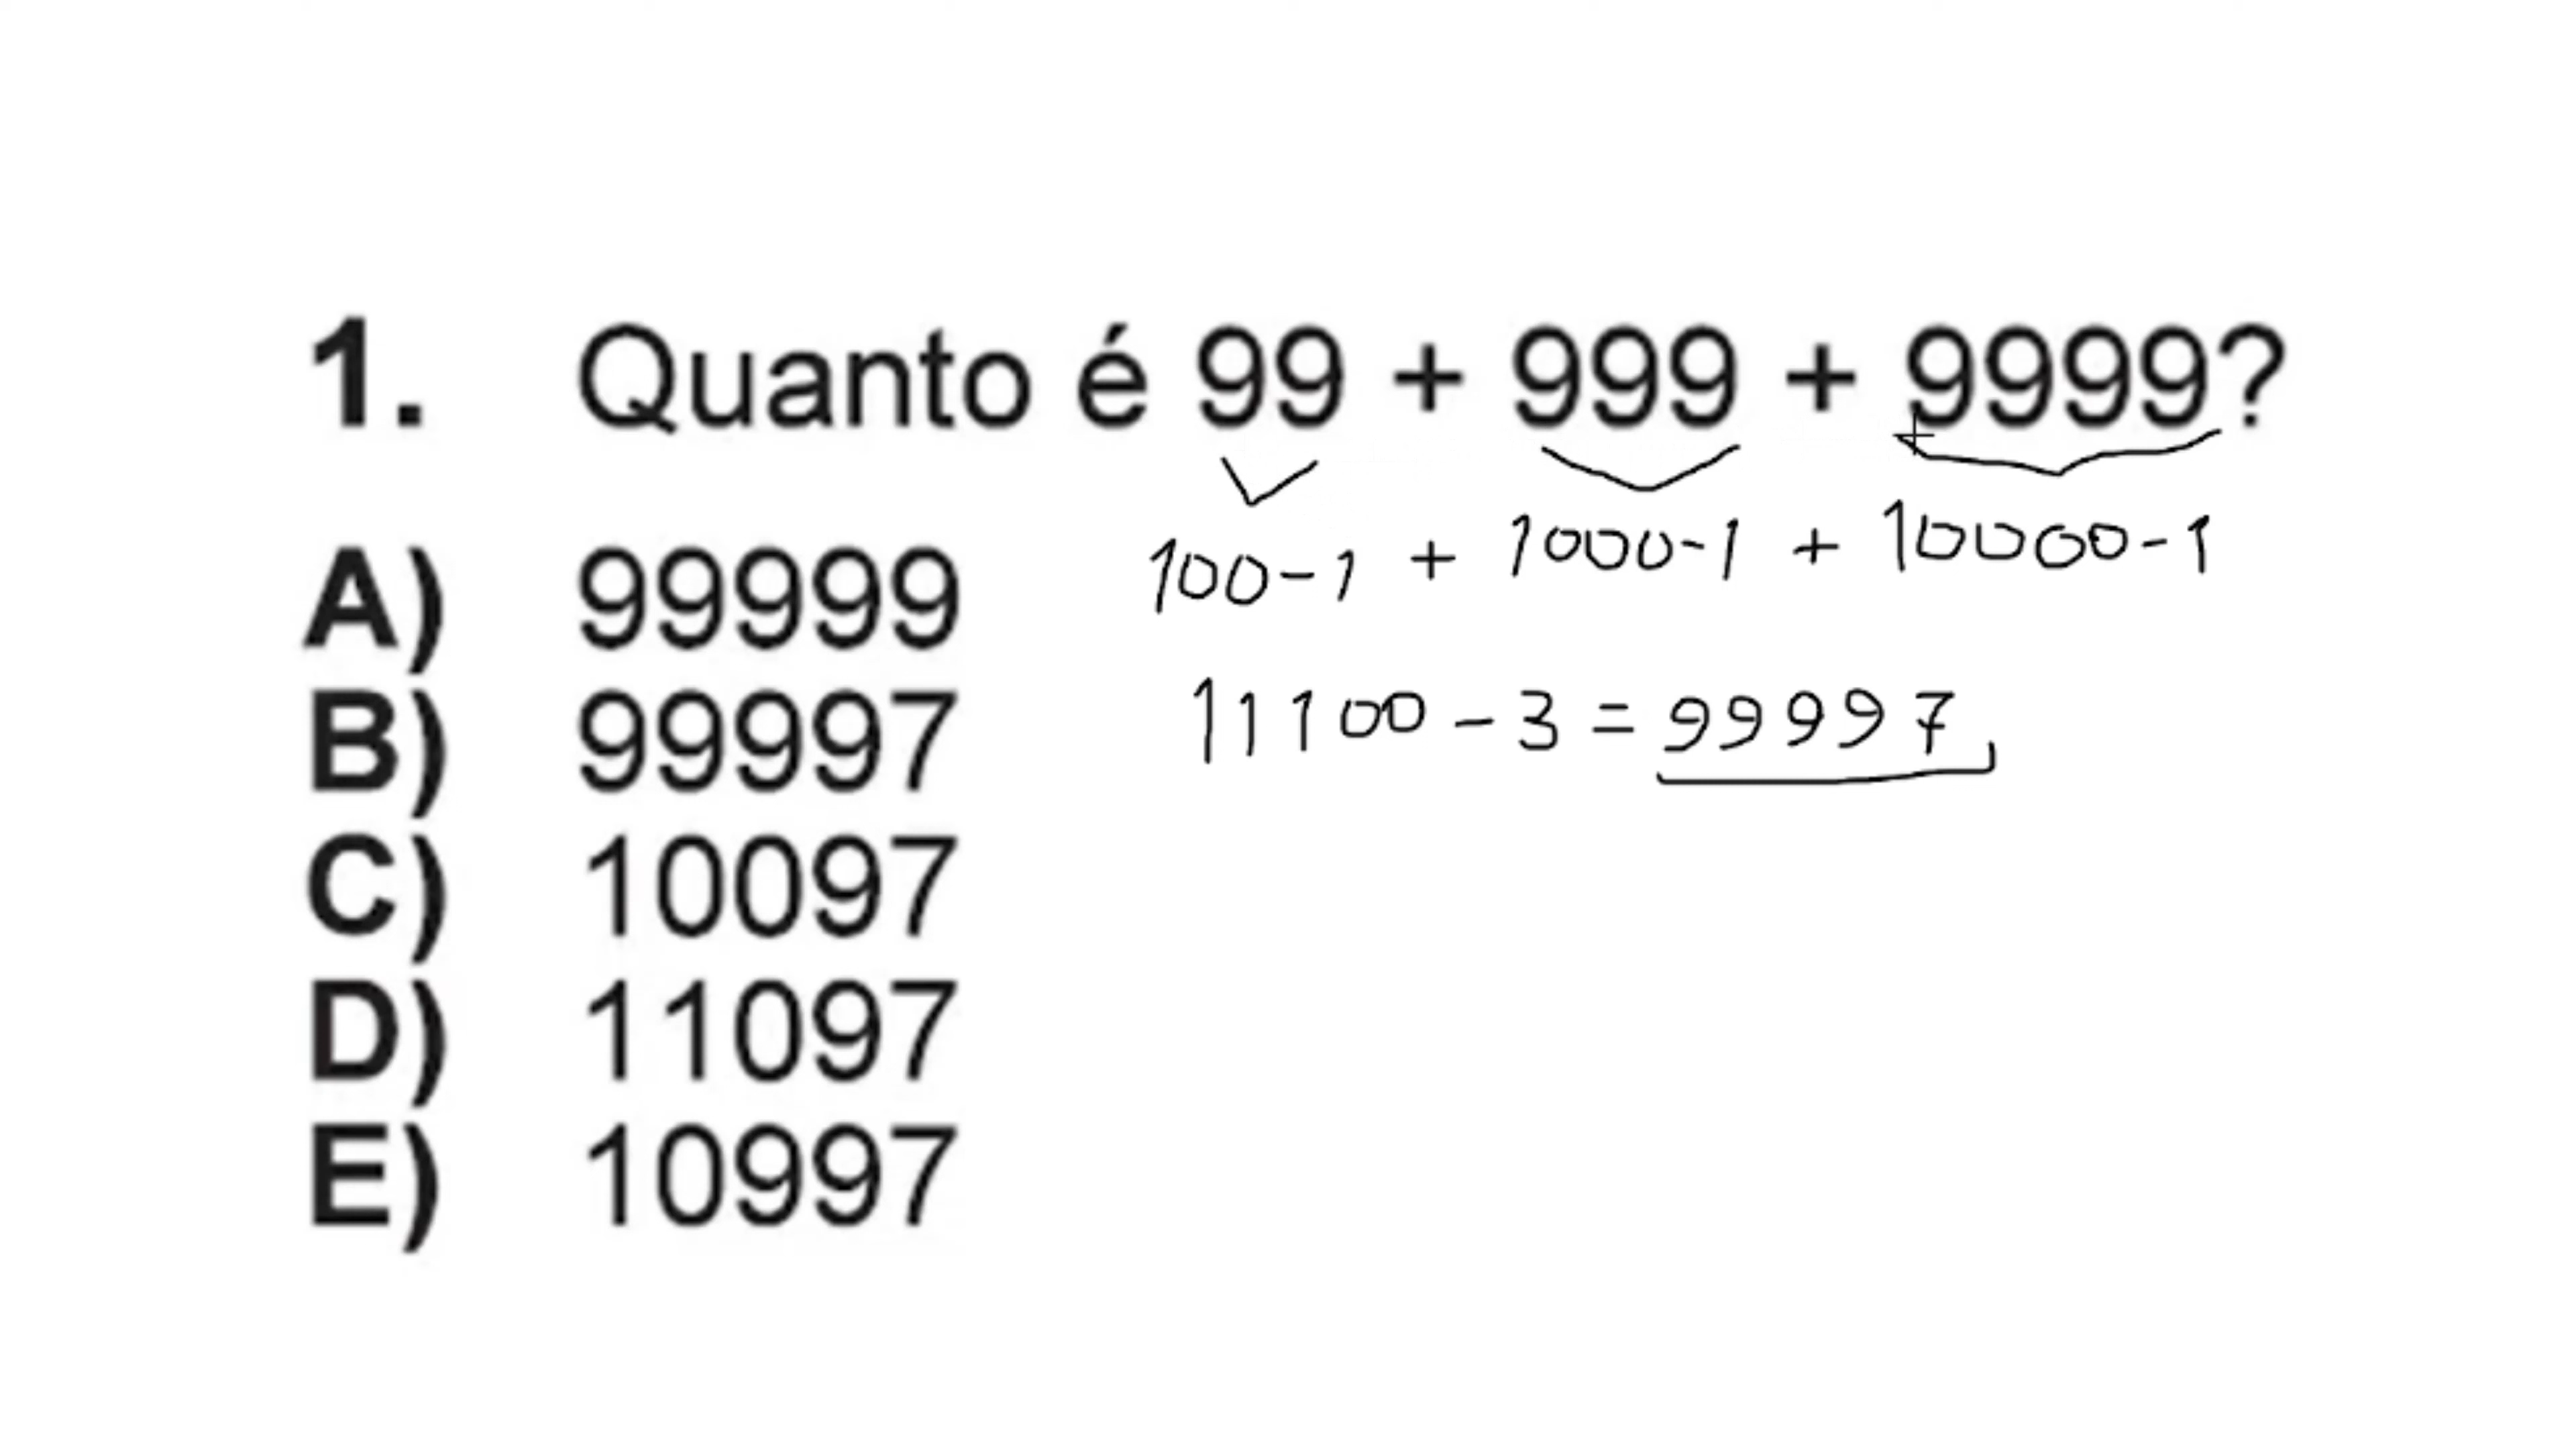 1. Quanto é 99 + 999 + 9999?
100-1 + 1000-1 + 10000-1
A) 99999
11100 - 3 = 99997
B) 99997
C) 10097
D) 11097
E) 10997